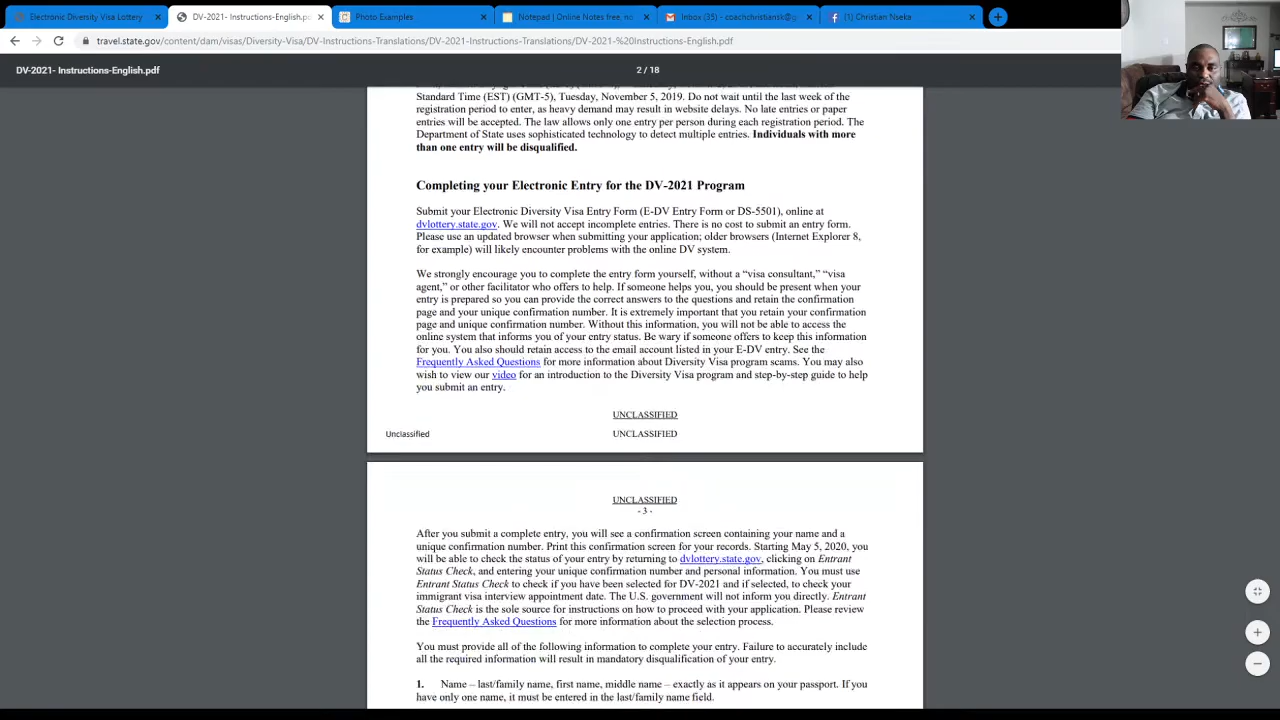 Electronic Diversity Visa Lottery
DV-2021- Instructions-English.p
Photo Examples
Notepad | Online Notes free, no
Inbox (35) - coachchristiansk@g
(1) Christian Nseka
travel.state.gov/content/dam/visas/Diversity-Visa/DV-Instructions-Translations/DV-2021-Instructions-Translations/DV-2021-%20Instructions-English.pdf
DV-2021- Instructions-English.pdf
2 / 18
Standard Time (EST) (GMT-5), Tuesday, November 5, 2019. Do not wait until the last week of the
registration period to enter, as heavy demand may result in website delays. No late entries or paper
entries will be accepted. The law allows only one entry per person during each registration period. The
Department of State uses sophisticated technology to detect multiple entries. Individuals with more
than one entry will be disqualified.
Completing your Electronic Entry for the DV-2021 Program
Submit your Electronic Diversity Visa Entry Form (E-DV Entry Form or DS-5501), online at
dvlottery.state.gov. We will not accept incomplete entries. There is no cost to submit an entry form.
Please use an updated browser when submitting your application; older browsers (Internet Explorer 8,
for example) will likely encounter problems with the online DV system.
We strongly encourage you to complete the entry form yourself, without a “visa consultant,” “visa
agent,” or other facilitator who offers to help. If someone helps you, you should be present when your
entry is prepared so you can provide the correct answers to the questions and retain the confirmation
page and your unique confirmation number. It is extremely important that you retain your confirmation
page and unique confirmation number. Without this information, you will not be able to access the
online system that informs you of your entry status. Be wary if someone offers to keep this information
for you. You also should retain access to the email account listed in your E-DV entry. See the
Frequently Asked Questions for more information about Diversity Visa program scams. You may also
wish to view our video for an introduction to the Diversity Visa program and step-by-step guide to help
you submit an entry.
UNCLASSIFIED
Unclassified
UNCLASSIFIED
UNCLASSIFIED
- 3 -
After you submit a complete entry, you will see a confirmation screen containing your name and a
unique confirmation number. Print this confirmation screen for your records. Starting May 5, 2020, you
will be able to check the status of your entry by returning to dvlottery.state.gov, clicking on Entrant
Status Check, and entering your unique confirmation number and personal information. You must use
Entrant Status Check to check if you have been selected for DV-2021 and if selected, to check your
immigrant visa interview appointment date. The U.S. government will not inform you directly. Entrant
Status Check is the sole source for instructions on how to proceed with your application. Please review
the Frequently Asked Questions for more information about the selection process.
You must provide all of the following information to complete your entry. Failure to accurately include
all the required information will result in mandatory disqualification of your entry.
1. Name – last/family name, first name, middle name – exactly as it appears on your passport. If you
have only one name, it must be entered in the last/family name field.